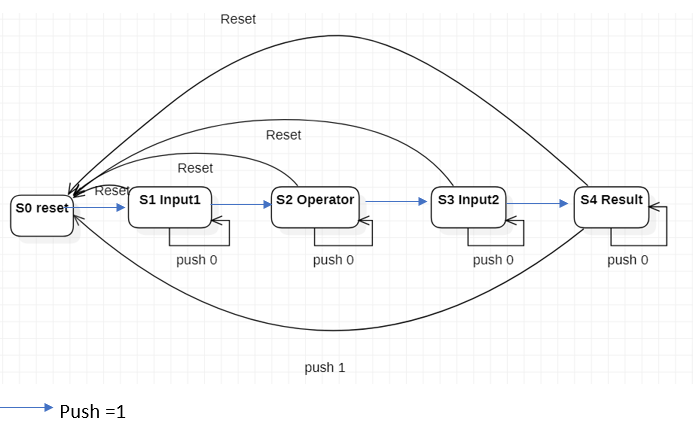 Reset
Reset
Reset
Reset
S0 reset
S1 Input1
S2 Operator
S3 Input2
S4 Result
push 0
push 0
push 0
push 0
push 1
Push =1